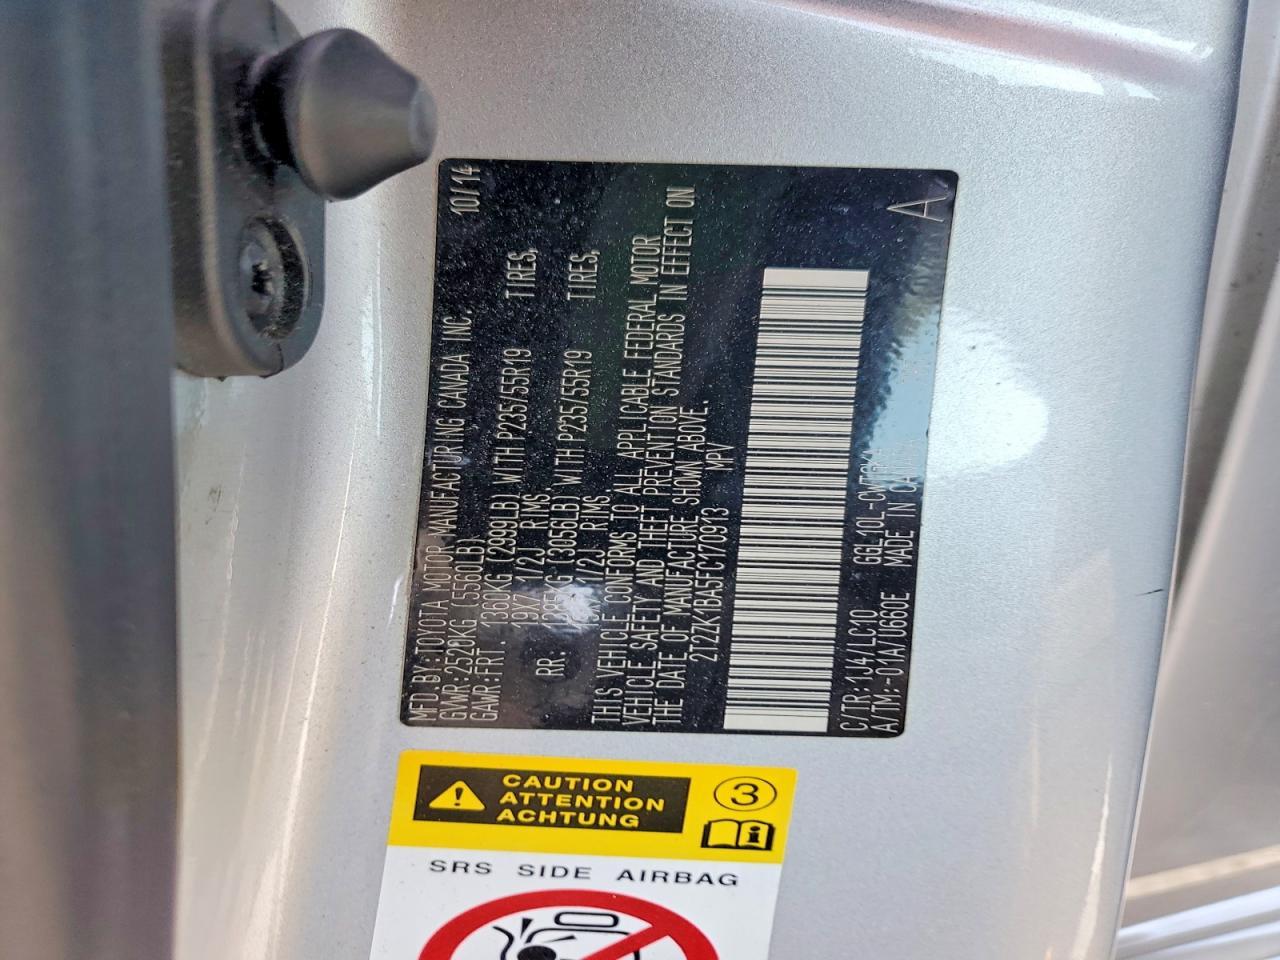 MFD BY:TOYOTA MOTOR MANUFACTURING CANADA INC. 10/14
GVWR:2520KG (5560LB)
GAWR:FRT. 1360KG (2999LB) WITH P235/55R19 TIRES,
19X7 1/2J RIMS.
RR: 1385KG (3056LB) WITH P235/55R19 TIRES,
1/2J RIMS.
THIS VEHICLE CONFORMS TO ALL APPLICABLE FEDERAL MOTOR
VEHICLE SAFETY AND THEFT PREVENTION STANDARDS IN EFFECT ON
THE DATE OF MANUFACTURE SHOWN ABOVE.
2T2ZK1BA5FC170913 MPV
A
C/TR:1J4/LC10
A/TM:-01A/U660E MADE IN
CAUTION
ATTENTION
ACHTUNG
3
i
SRS SIDE AIRBAG